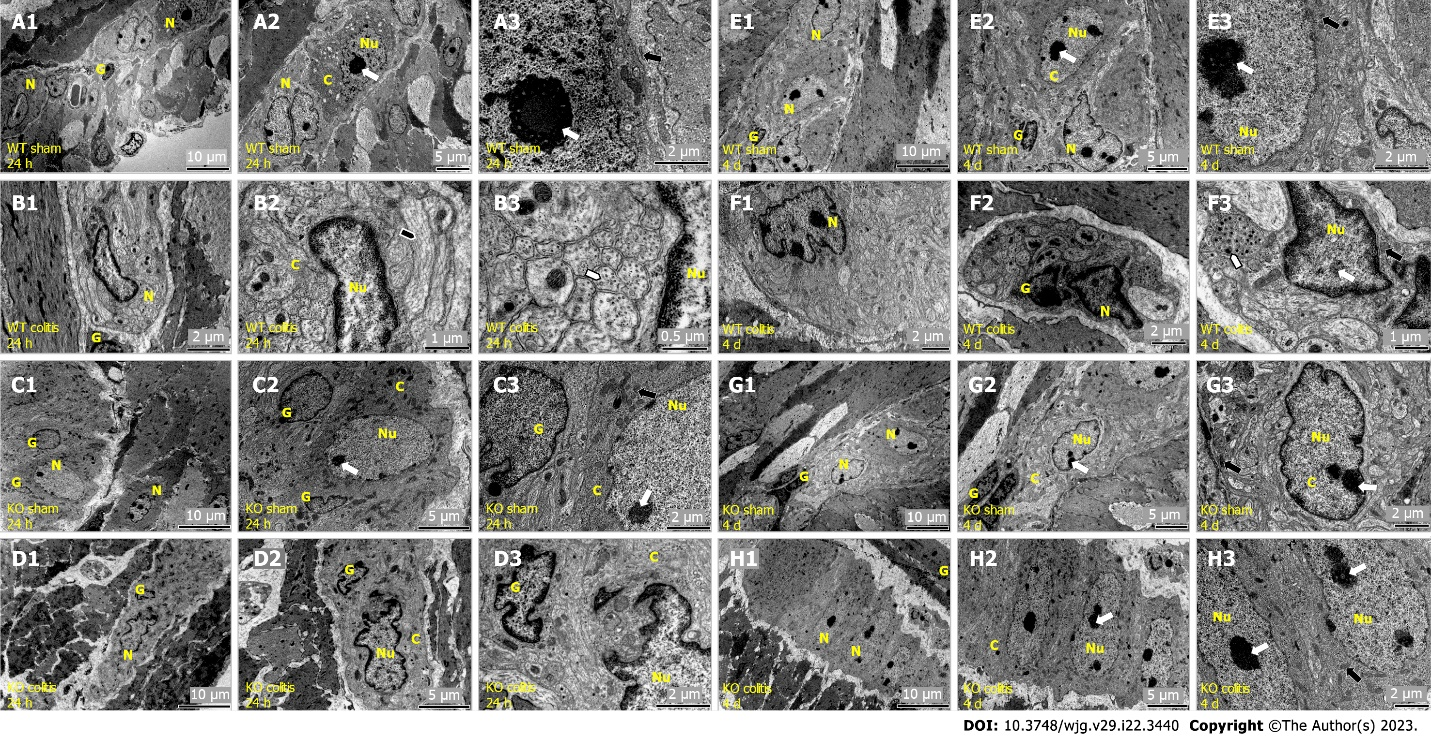 A1
N
N
G
WT sham
24 h
10 µm
A2
Nu
N
C
5 µm
A3
2 µm
E1
N
N
G
WT sham
4 d
10 µm
E2
Nu
C
G
WT sham
4 d
N
5 µm
E3
Nu
WT sham
4 d
2 µm
B1
N
WT colitis
24 h
G
2 µm
B2
C
Nu
WT colitis
24 h
1 µm
B3
Nu
WT colitis
24 h
0.5 µm
F1
N
WT colitis
4 d
2 µm
F2
G
N
WT colitis
4 d
2 µm
F3
Nu
WT colitis
4 d
1 µm
C1
G
N
G
N
KO sham
24 h
10 µm
C2
C
G
Nu
G
KO sham
24 h
5 µm
C3
Nu
G
C
KO sham
24 h
2 µm
G1
N
N
G
KO sham
4 d
10 µm
G2
Nu
C
G
KO sham
4 d
5 µm
G3
Nu
C
KO sham
4 d
2 µm
D1
G
N
KO colitis
24 h
10 µm
D2
G
C
Nu
KO colitis
24 h
5 µm
D3
C
G
Nu
KO colitis
24 h
2 µm
H1
G
N
N
KO colitis
4 d
10 µm
H2
C
Nu
KO colitis
4 d
5 µm
H3
Nu
Nu
KO colitis
4 d
2 µm
DOI: 10.3748/wjg.v29.i22.3440 Copyright ©The Author(s) 2023.